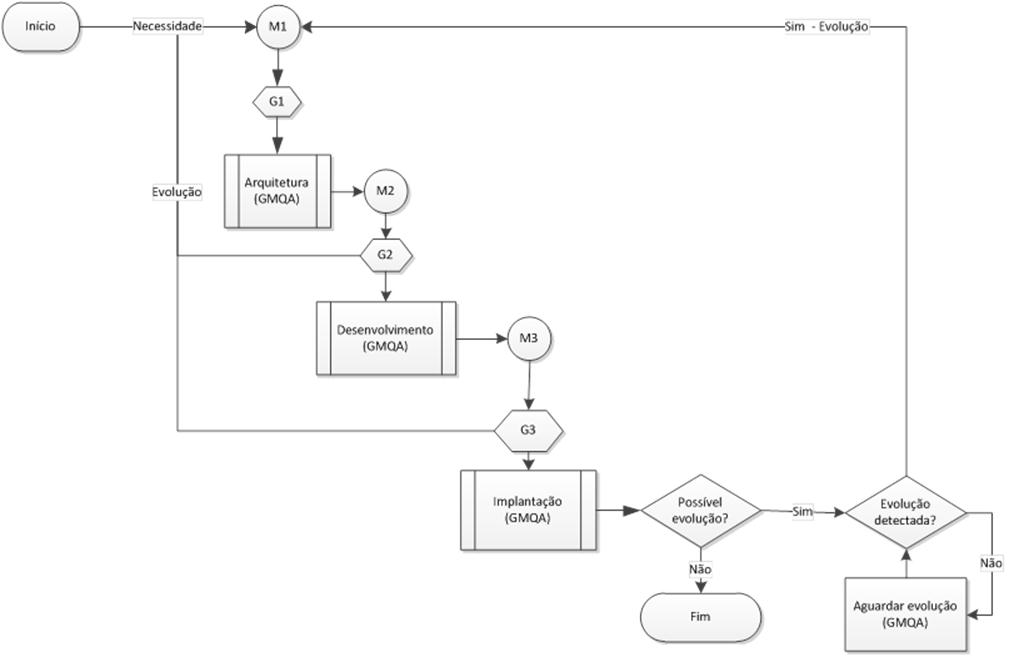 Início
Necessidade
M1
Sim - Evolução
G1
Arquitetura
(GMQA)
M2
Evolução
G2
Desenvolvimento
(GMQA)
M3
G3
Implantação
(GMQA)
Possível
evolução?
Sim
Evolução
detectada?
Não
Não
Fim
Aguardar evolução
(GMQA)